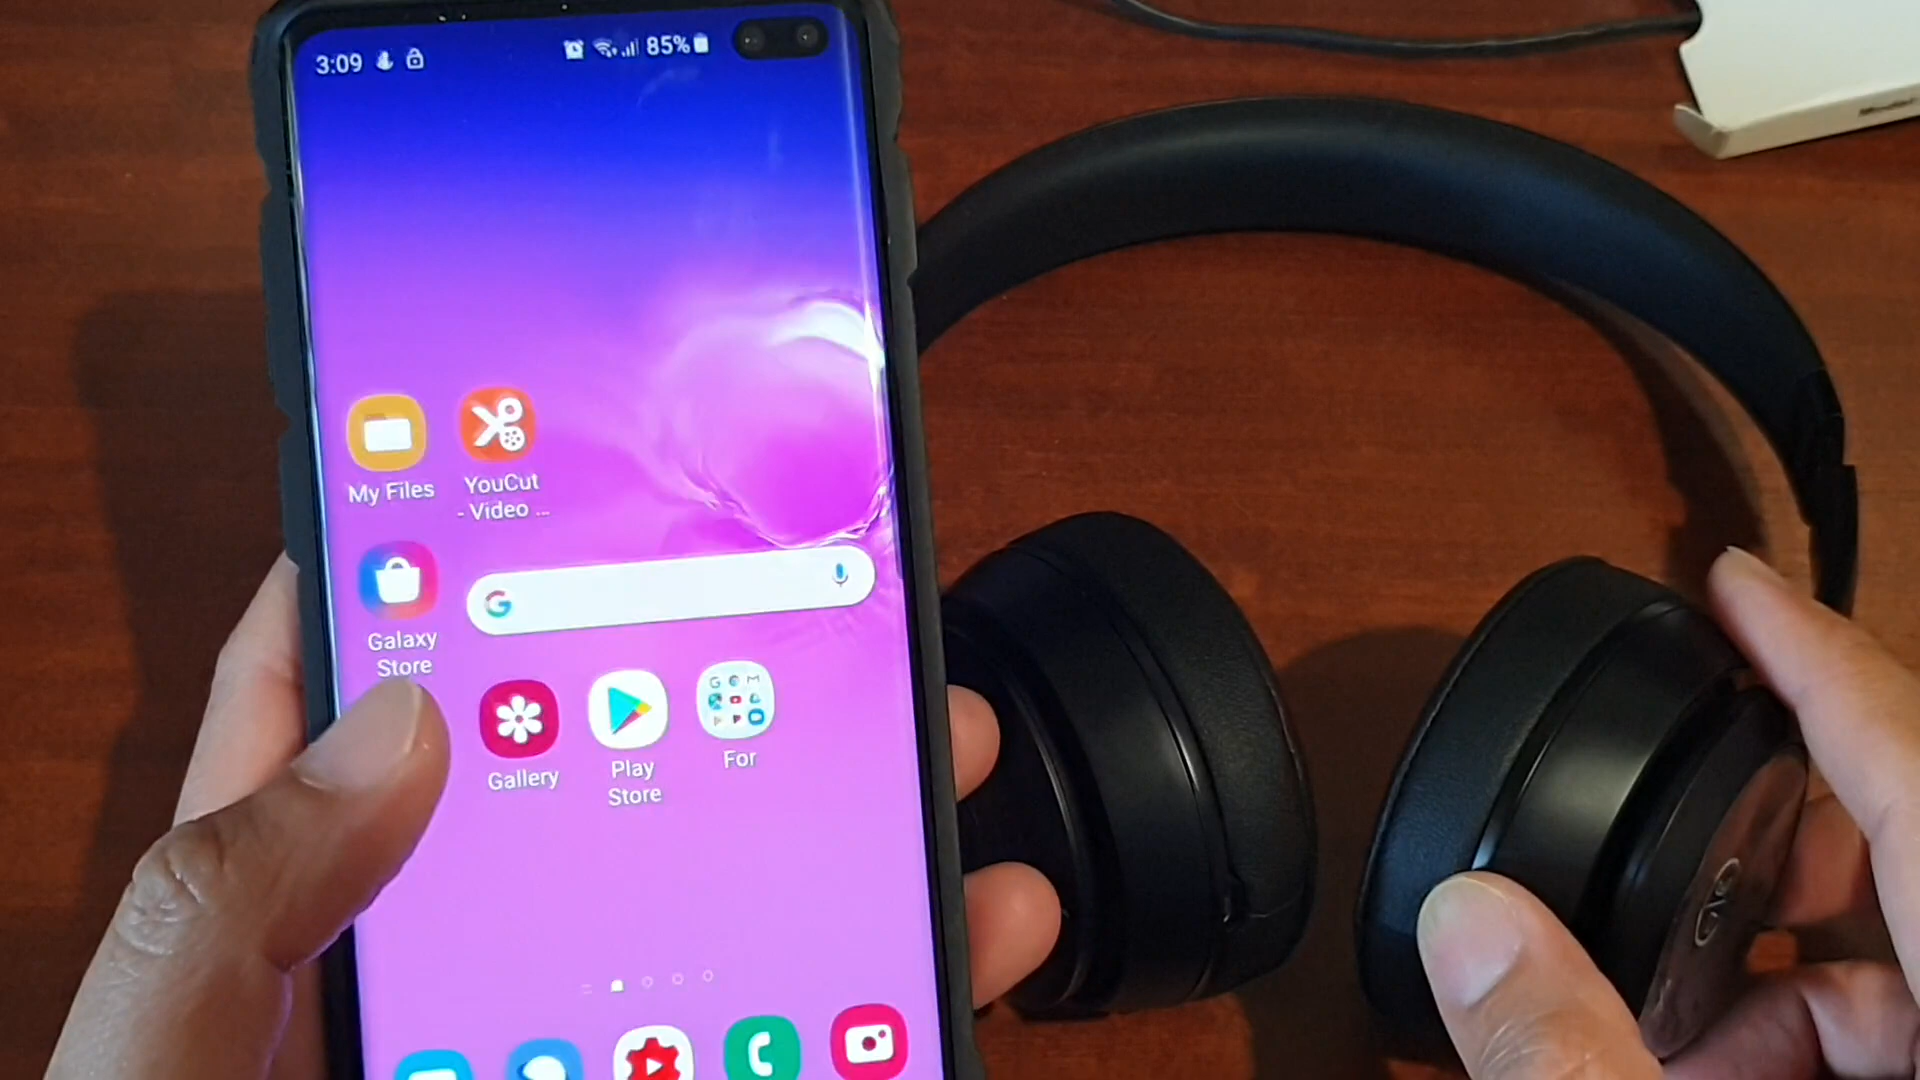 3:09
85%
My Files
YouCut
- Video ...
Galaxy
Store
Gallery
Play
Store
For